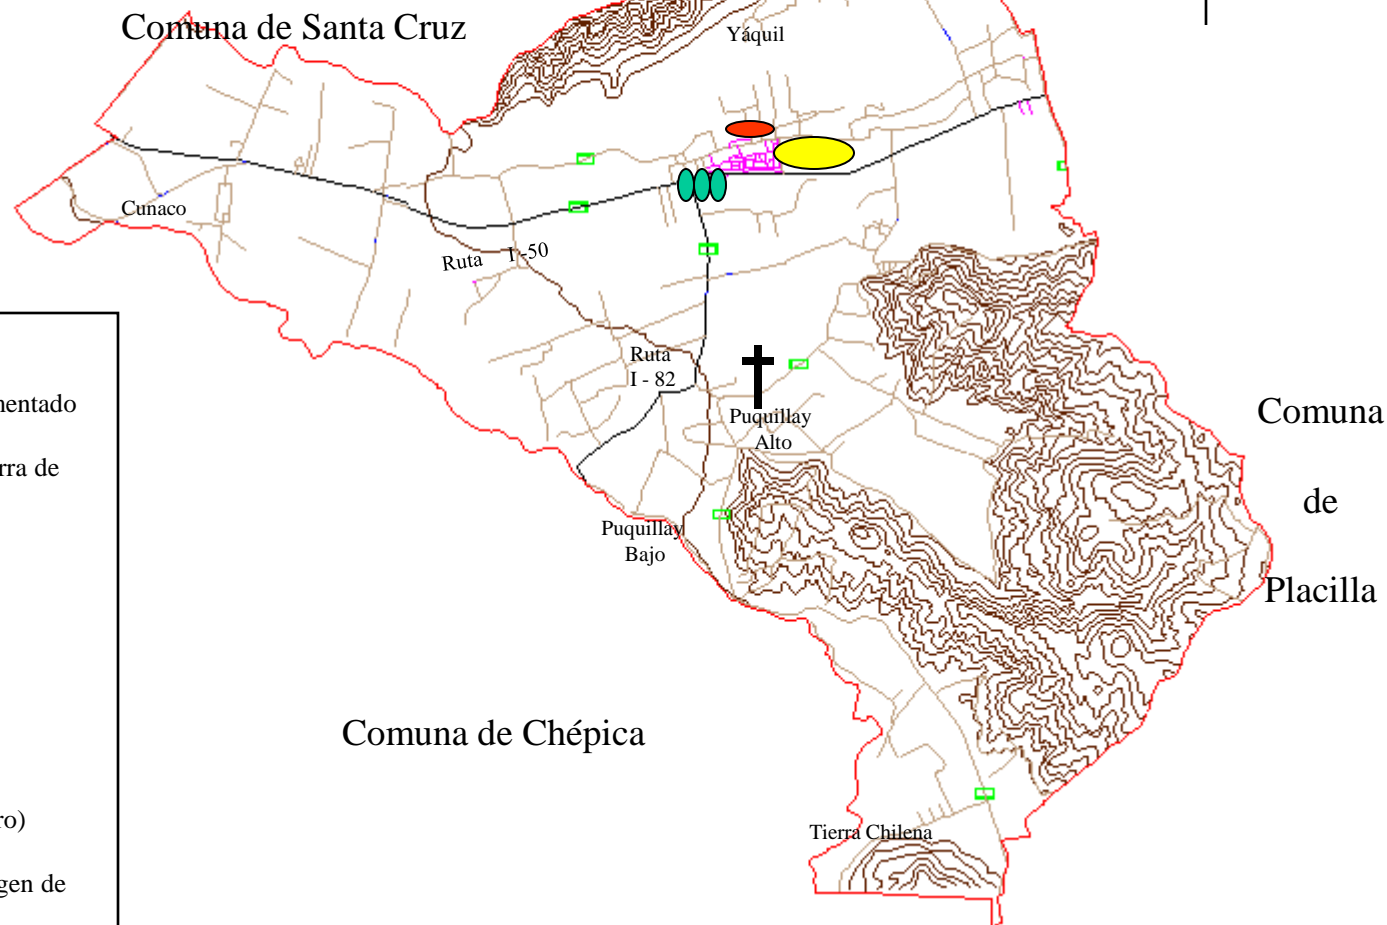 Comuna de Santa Cruz
Yáquil
Cunaco
Ruta I -50
Ruta
I - 82
Puquillay
Alto
Puquillay
Bajo
Comuna
de
Placilla
Comuna de Chépica
Tierra Chilena
nentado
rra de
ro)
gen de